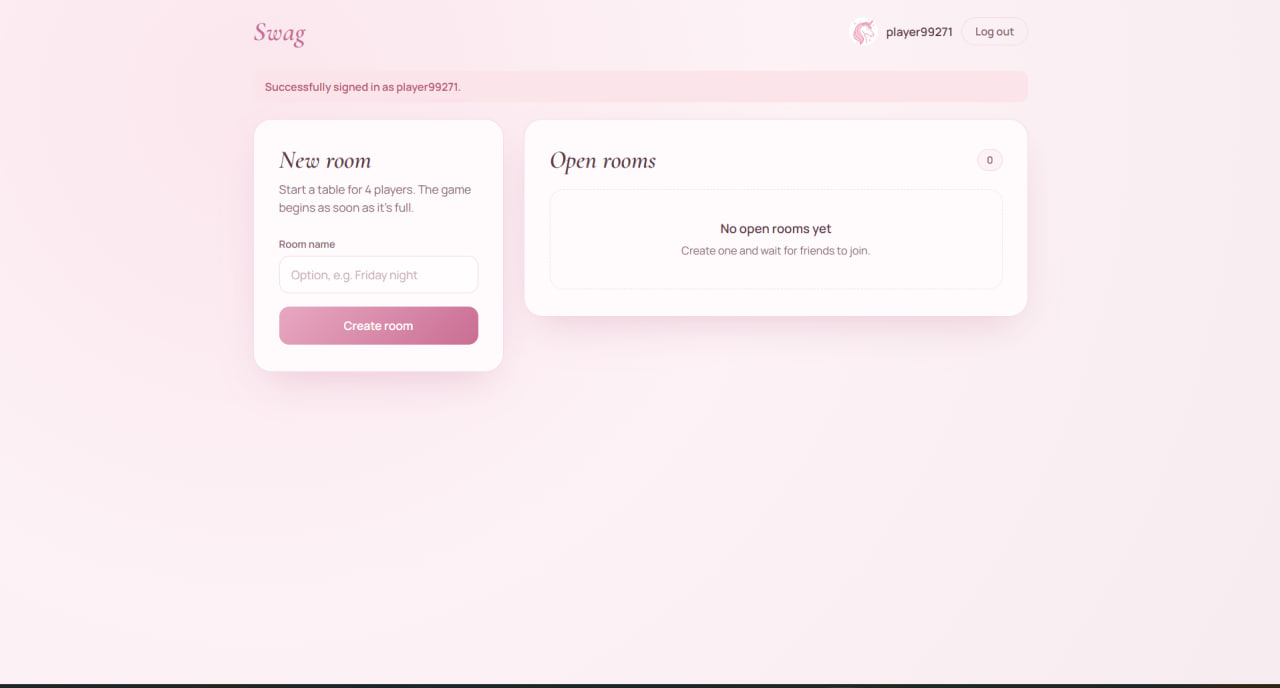 Swag
player99271
Log out
Successfully signed in as player99271.
New room
Start a table for 4 players. The game
begins as soon as it's full.
Room name
Option, e.g. Friday night
Create room
Open rooms
0
No open rooms yet
Create one and wait for friends to join.